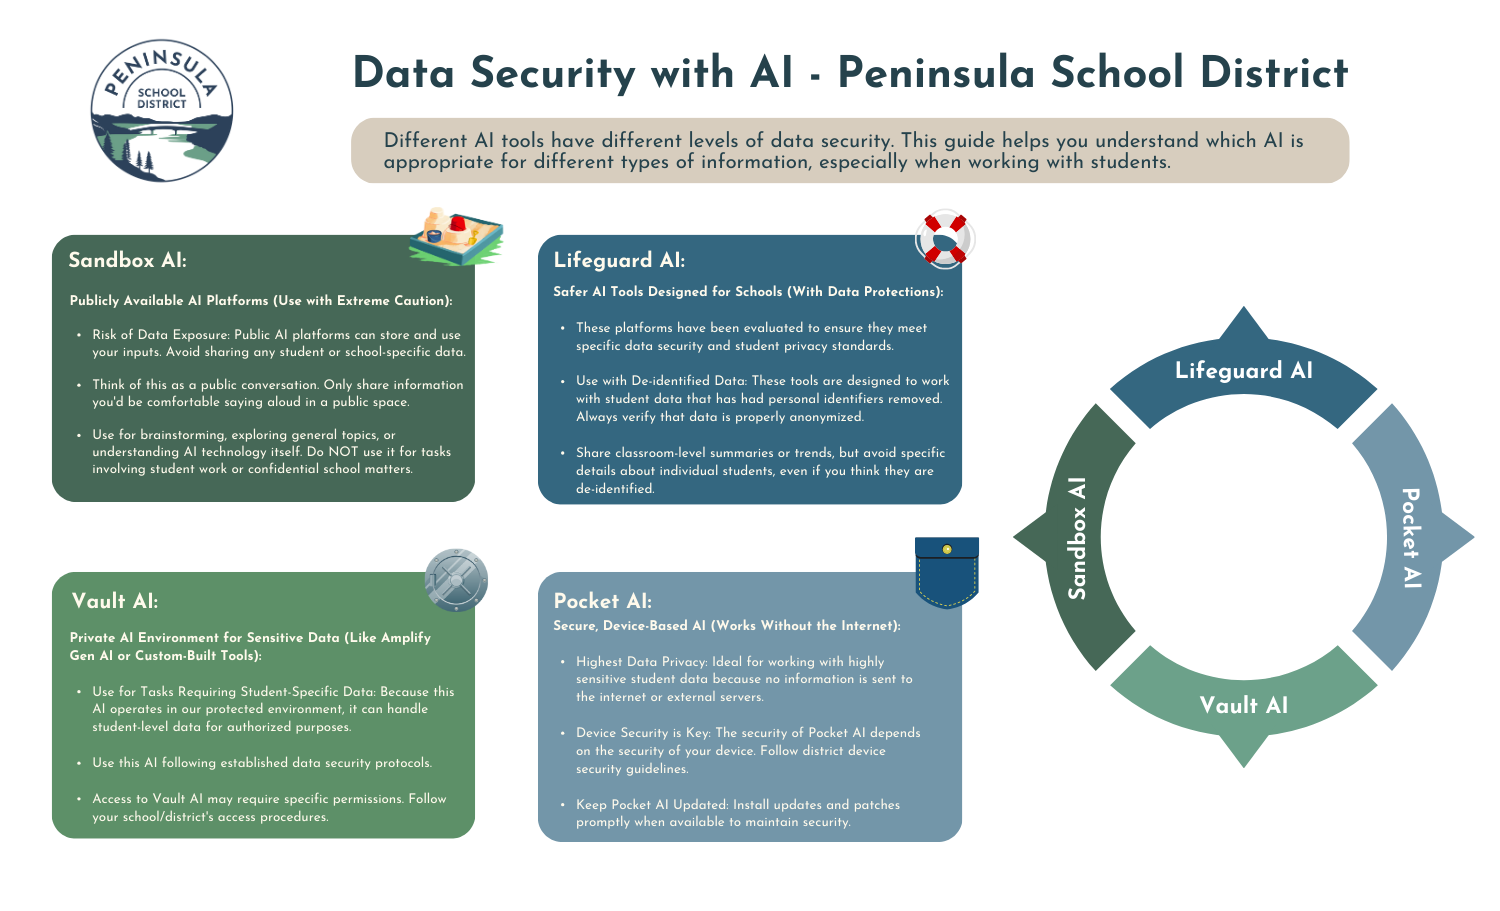 PENINSULA
SCHOOL
DISTRICT
Data Security with AI - Peninsula School District
Different AI tools have different levels of data security. This guide helps you understand which AI is
appropriate for different types of information, especially when working with students.
Sandbox AI:
Publicly Available AI Platforms (Use with Extreme Caution):
• Risk of Data Exposure: Public AI platforms can store and use
your inputs. Avoid sharing any student or school-specific data.
• Think of this as a public conversation. Only share information
you'd be comfortable saying aloud in a public space.
• Use for brainstorming, exploring general topics, or
understanding AI technology itself. Do NOT use it for tasks
involving student work or confidential school matters.
Lifeguard AI:
Safer AI Tools Designed for Schools (With Data Protections):
• These platforms have been evaluated to ensure they meet
specific data security and student privacy standards.
• Use with De-identified Data: These tools are designed to work
with student data that has had personal identifiers removed.
Always verify that data is properly anonymized.
• Share classroom-level summaries or trends, but avoid specific
details about individual students, even if you think they are
de-identified.
Vault AI:
Private AI Environment for Sensitive Data (Like Amplify
Gen AI or Custom-Built Tools):
• Use for Tasks Requiring Student-Specific Data: Because this
AI operates in our protected environment, it can handle
student-level data for authorized purposes.
• Use this AI following established data security protocols.
• Access to Vault AI may require specific permissions. Follow
your school/district's access procedures.
Pocket AI:
Secure, Device-Based AI (Works Without the Internet):
• Highest Data Privacy: Ideal for working with highly
sensitive student data because no information is sent to
the internet or external servers.
• Device Security is Key: The security of Pocket AI depends
on the security of your device. Follow district device
security guidelines.
• Keep Pocket AI Updated: Install updates and patches
promptly when available to maintain security.
Lifeguard AI
Sandbox AI
Pocket AI
Vault AI